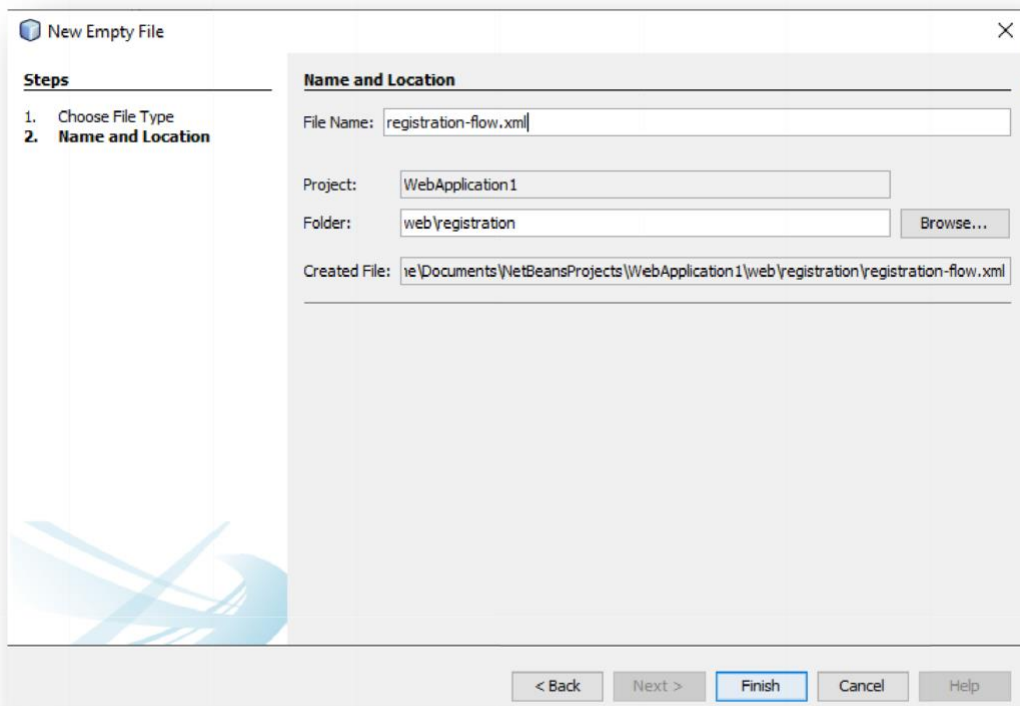 New Empty File
Steps
1. Choose File Type
2. Name and Location
Name and Location
File Name: registration-flow.xml
Project: WebApplication1
Folder: web\registration Browse...
Created File: ne\Documents\NetBeansProjects\WebApplication1\web\registration\registration-flow.xml
< Back Next > Finish Cancel Help